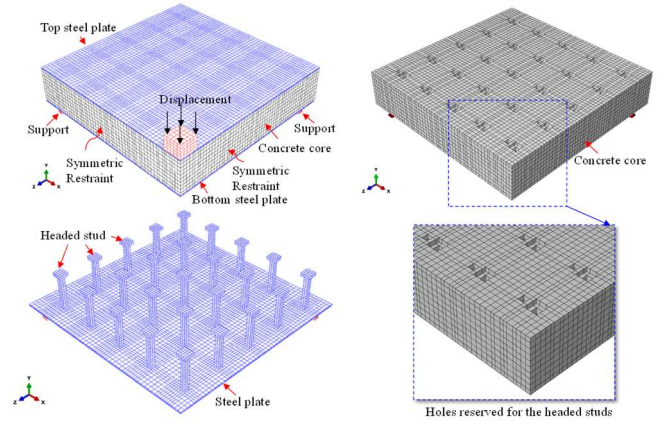 Top steel plate
Displacement
Support
Support
Concrete core
Symmetric
Restraint
Symmetric
Restraint
Bottom steel plate
Y
Z
X
Concrete core
Y
Z
X
Headed stud
Steel plate
Y
Z
X
Holes reserved for the headed studs